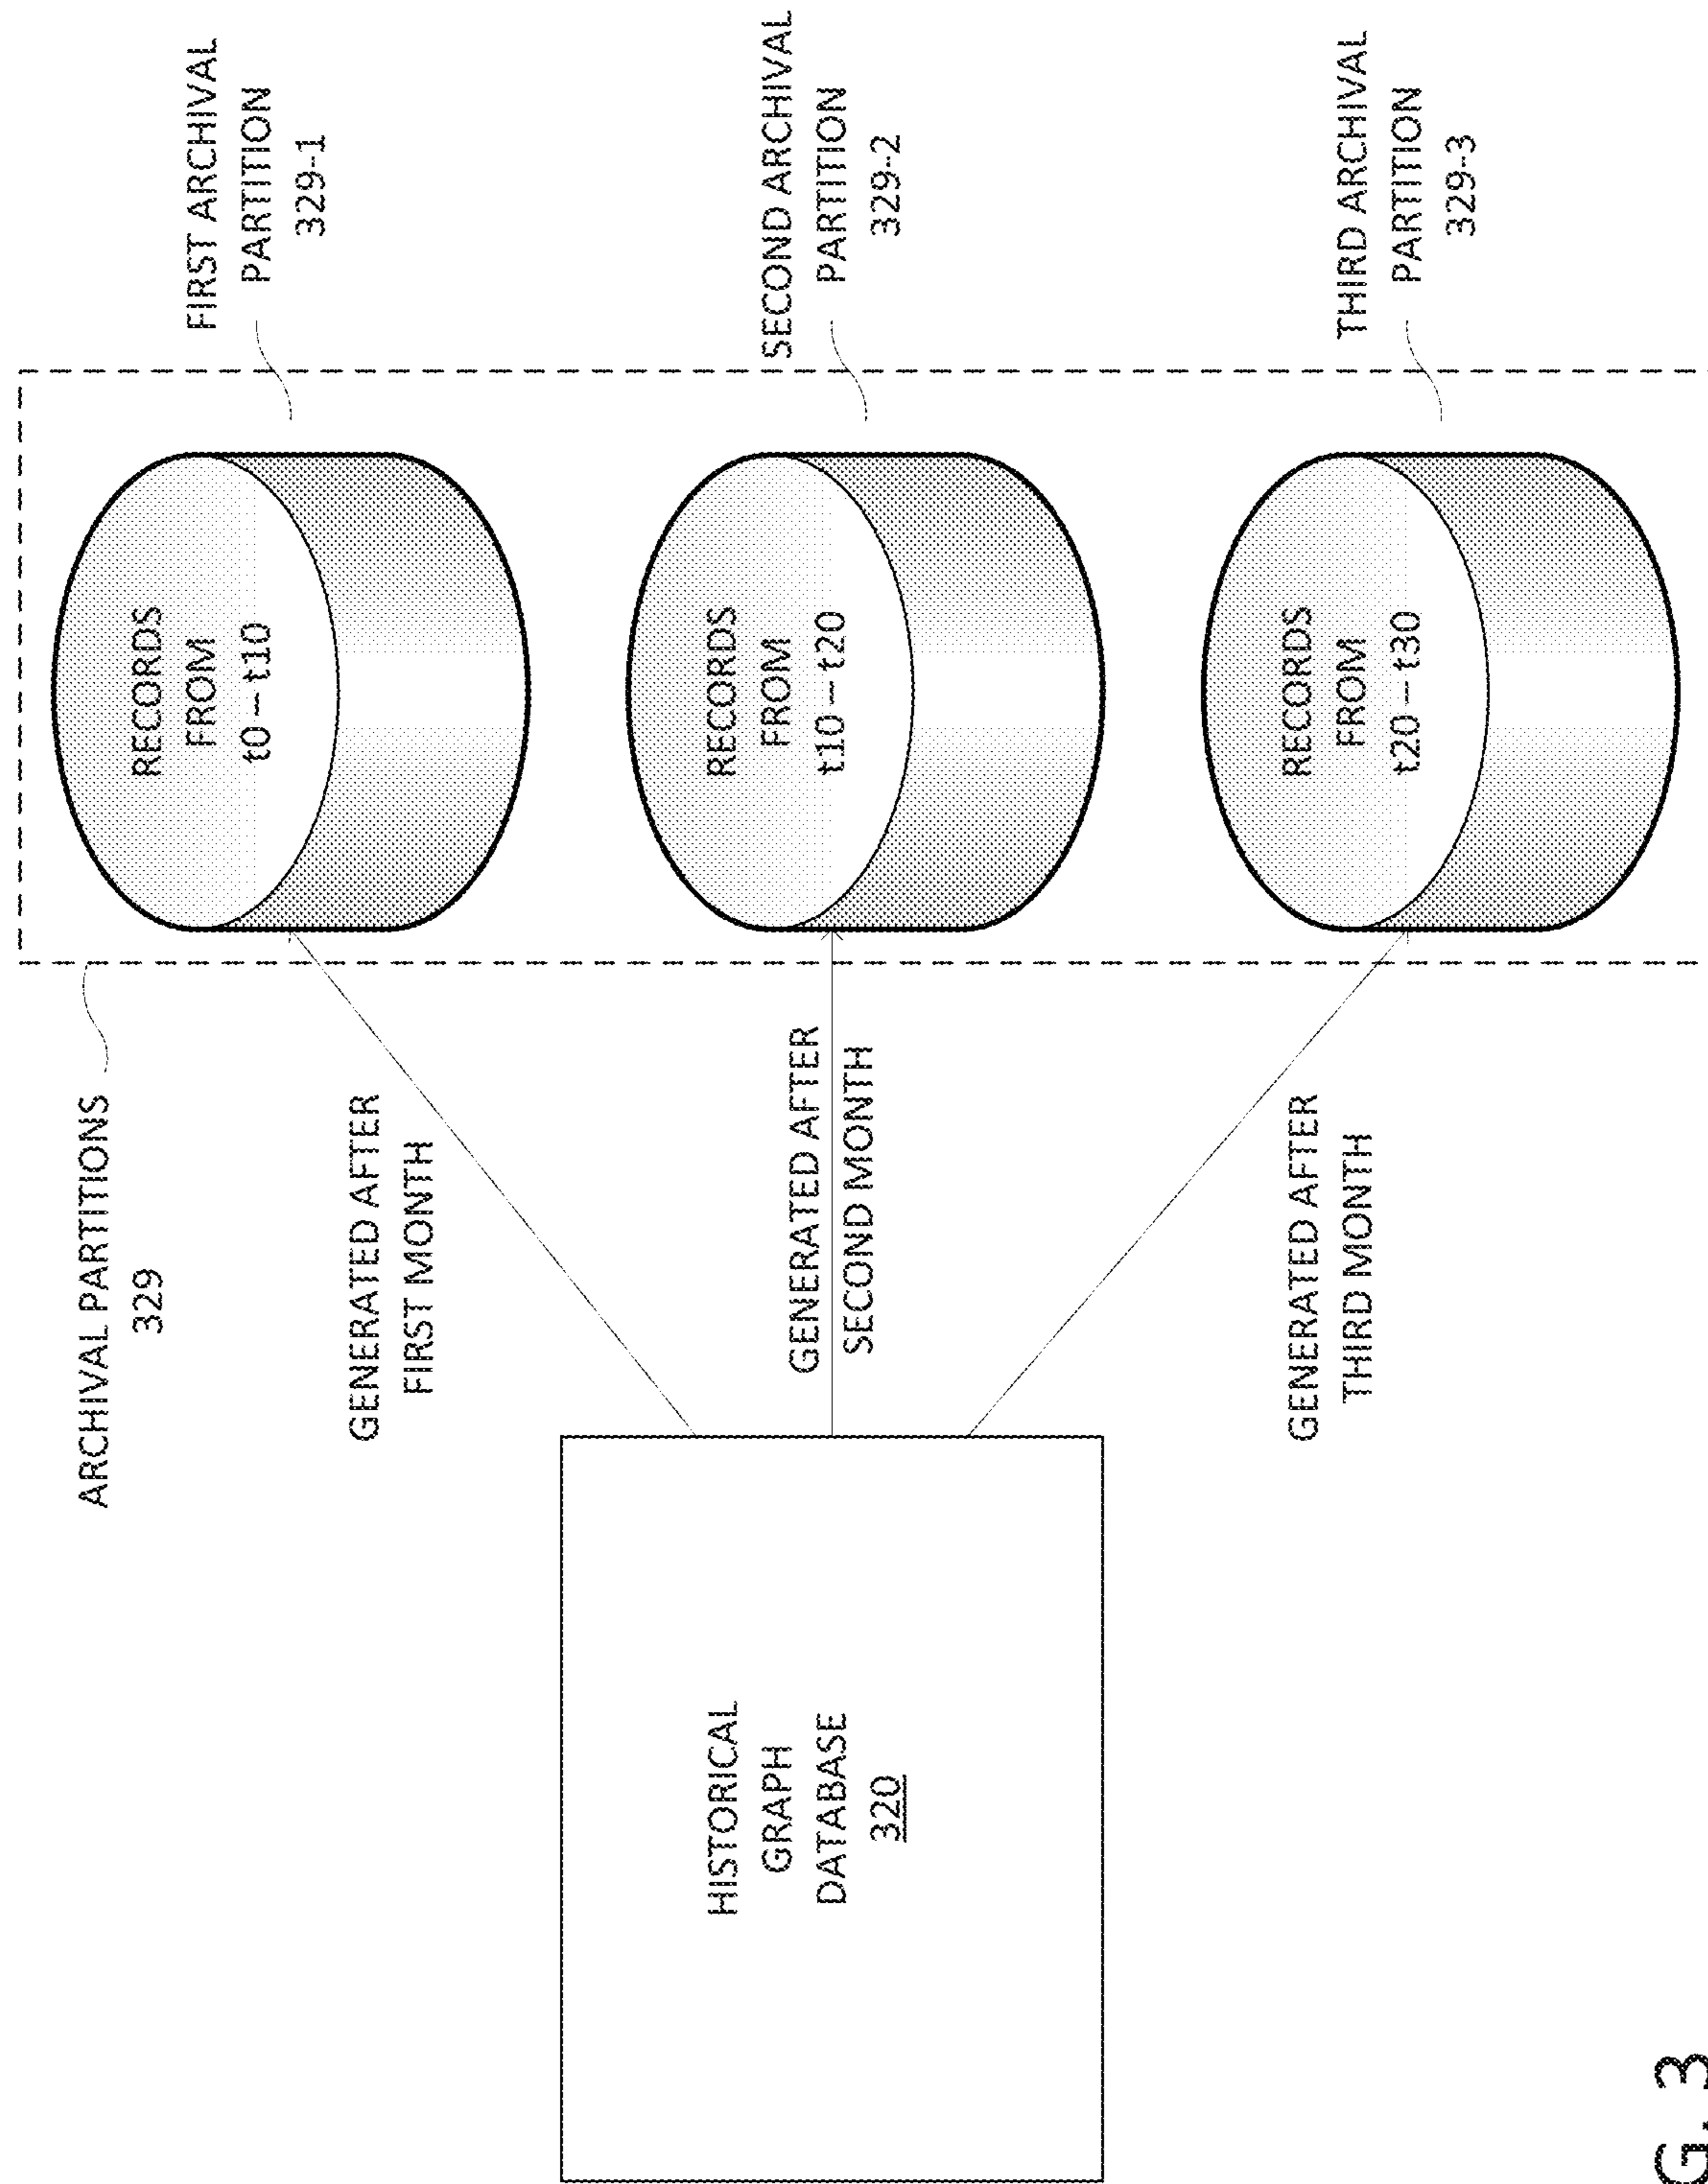 ARCHIVAL PARTITIONS
329
RECORDS
FROM
t0 – t10
FIRST ARCHIVAL
PARTITION
329-1
GENERATED AFTER
FIRST MONTH
HISTORICAL
GRAPH
DATABASE
320
GENERATED AFTER
SECOND MONTH
RECORDS
FROM
t10 – t20
SECOND ARCHIVAL
PARTITION
329-2
GENERATED AFTER
THIRD MONTH
RECORDS
FROM
t20 – t30
THIRD ARCHIVAL
PARTITION
329-3
G. 3